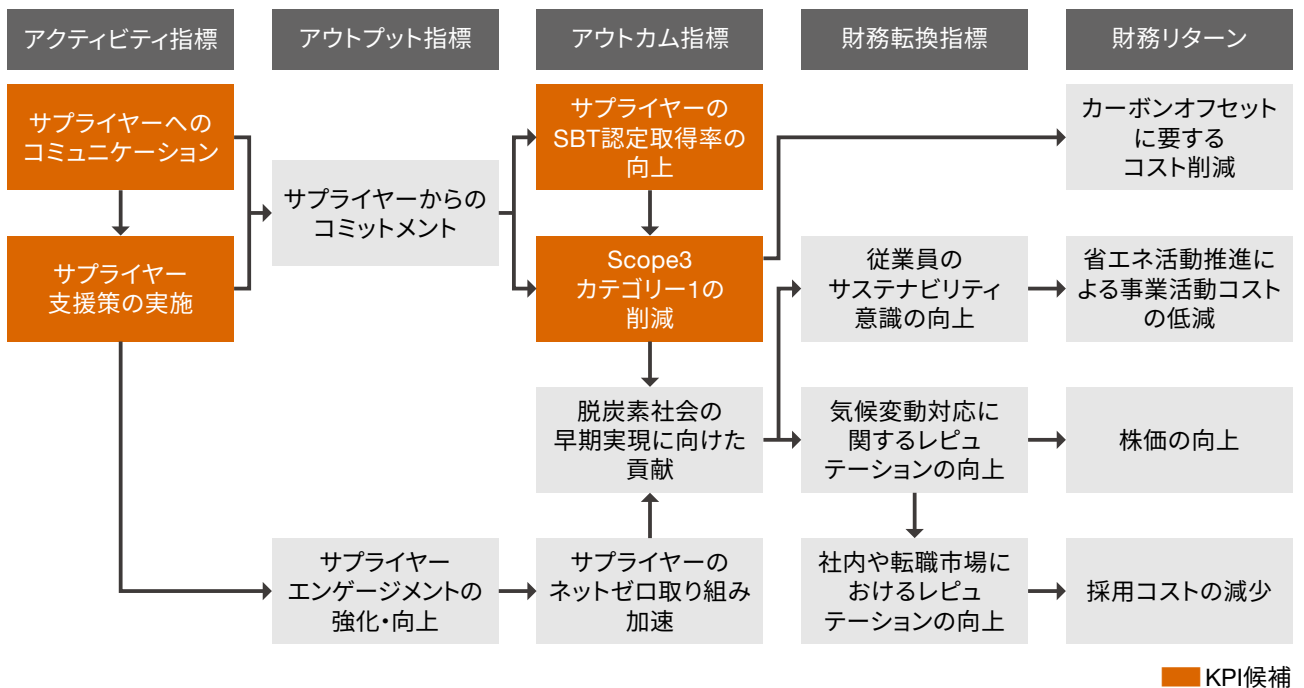 アクティビティ指標
アウトプット指標
アウトカム指標
財務転換指標
財務リターン
サプライヤーへの
コミュニケーション
サプライヤーの
SBT認定取得率の
向上
カーボンオフセット
に要する
コスト削減
サプライヤーからの
コミットメント
サプライヤー
支援策の実施
Scope3
カテゴリー1の
削減
従業員の
サステナビリティ
意識の向上
省エネ活動推進に
よる事業活動コスト
の低減
脱炭素社会の
早期実現に向けた
貢献
気候変動対応に
関するレピュ
テーションの向上
株価の向上
サプライヤー
エンゲージメントの
強化・向上
サプライヤーの
ネットゼロ取り組み
加速
社内や転職市場に
おけるレピュ
テーションの向上
採用コストの減少
KPI候補